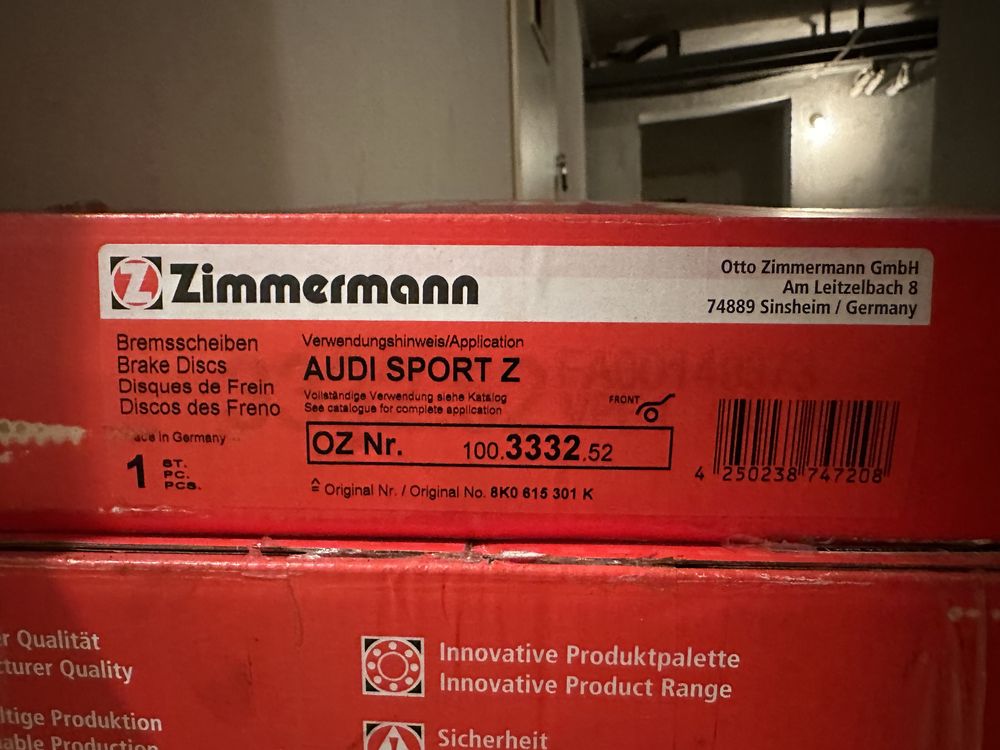 Z Zimmermann
Otto Zimmermann GmbH
Am Leitzelbach 8
74889 Sinsheim / Germany
Bremsscheiben
Brake Discs
Disques de Frein
Discos des Freno
Verwendungshinweis/Application
AUDI SPORT Z
Vollständige Verwendung siehe Katalog
See catalogue for complete application
FRONT
in Germany
1 ST.
PC.
PCS.
OZ Nr. 100.3332.52
≙ Original Nr. / Original No. 8K0 615 301 K
4 250238 747208
Qualität
Quality
Produktion
Production
Innovative Produktpalette
Innovative Product Range
Sicherheit